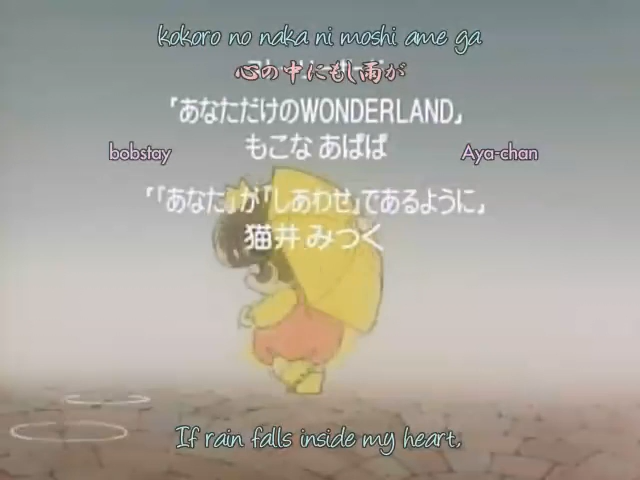 kokoro no naka ni moshi ame ga
心の中にもし雨が
「あなただけのWONDERLAND」
bobstay
もこな あぱぱ
Aya-chan
「「あなた」が「しあわせ」であるように」
猫井 みつく
If rain falls inside my heart,